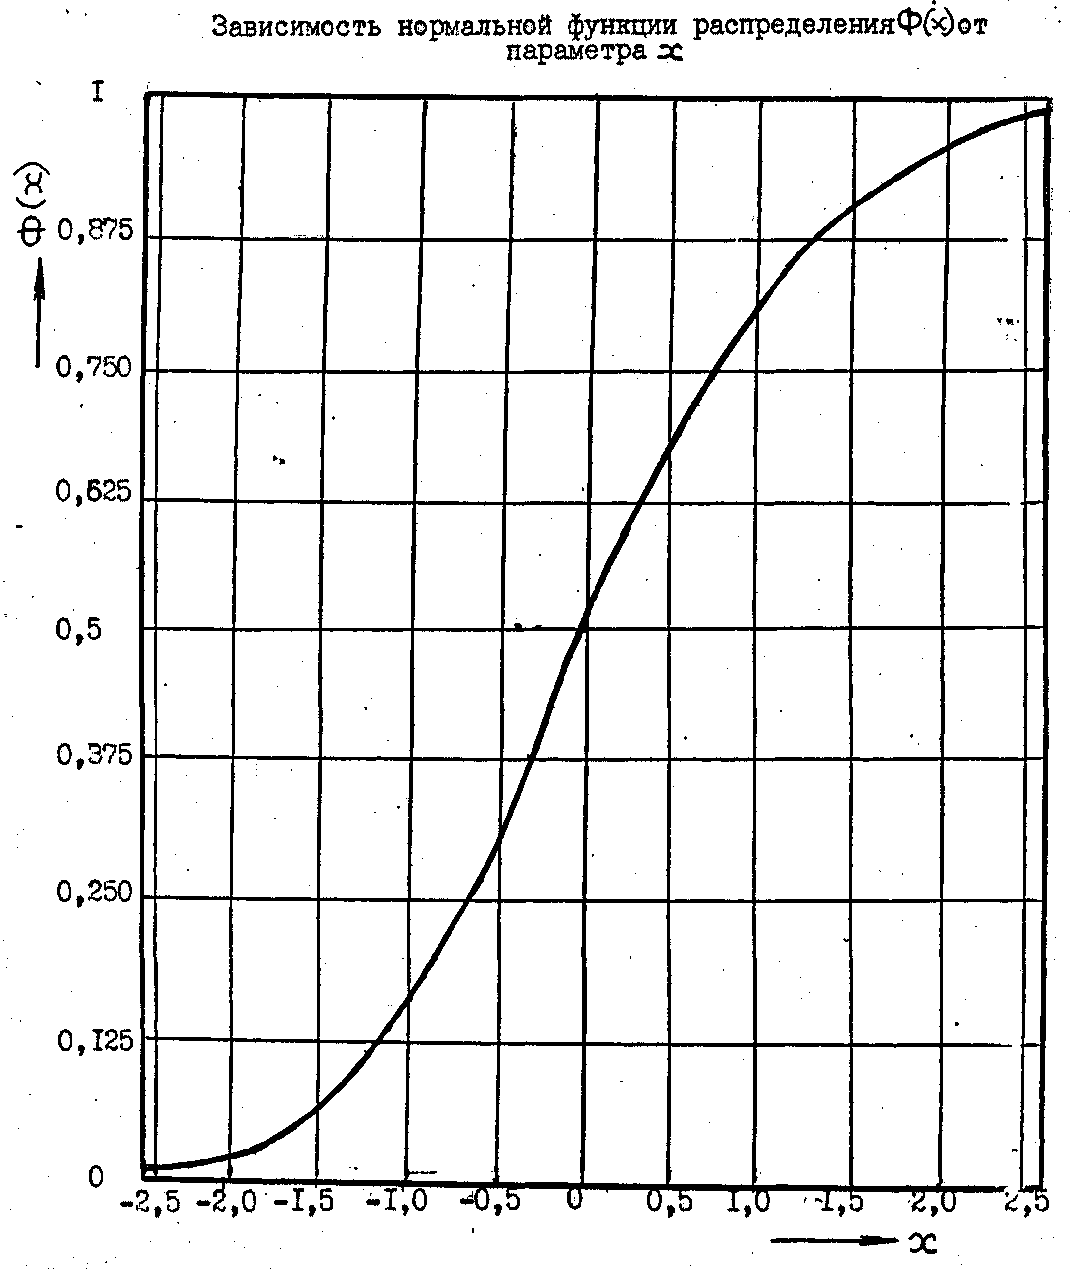 Зависимость нормальной функции распределения Ф(x) от
параметра x
I
Ф(x)
0,875
0,750
0,625
0,5
0,375
0,250
0,I25
0
-2,5 -2,0 -I,5 -I,0 -0,5 0 0,5 I,0 I,5 2,0 2,5
x